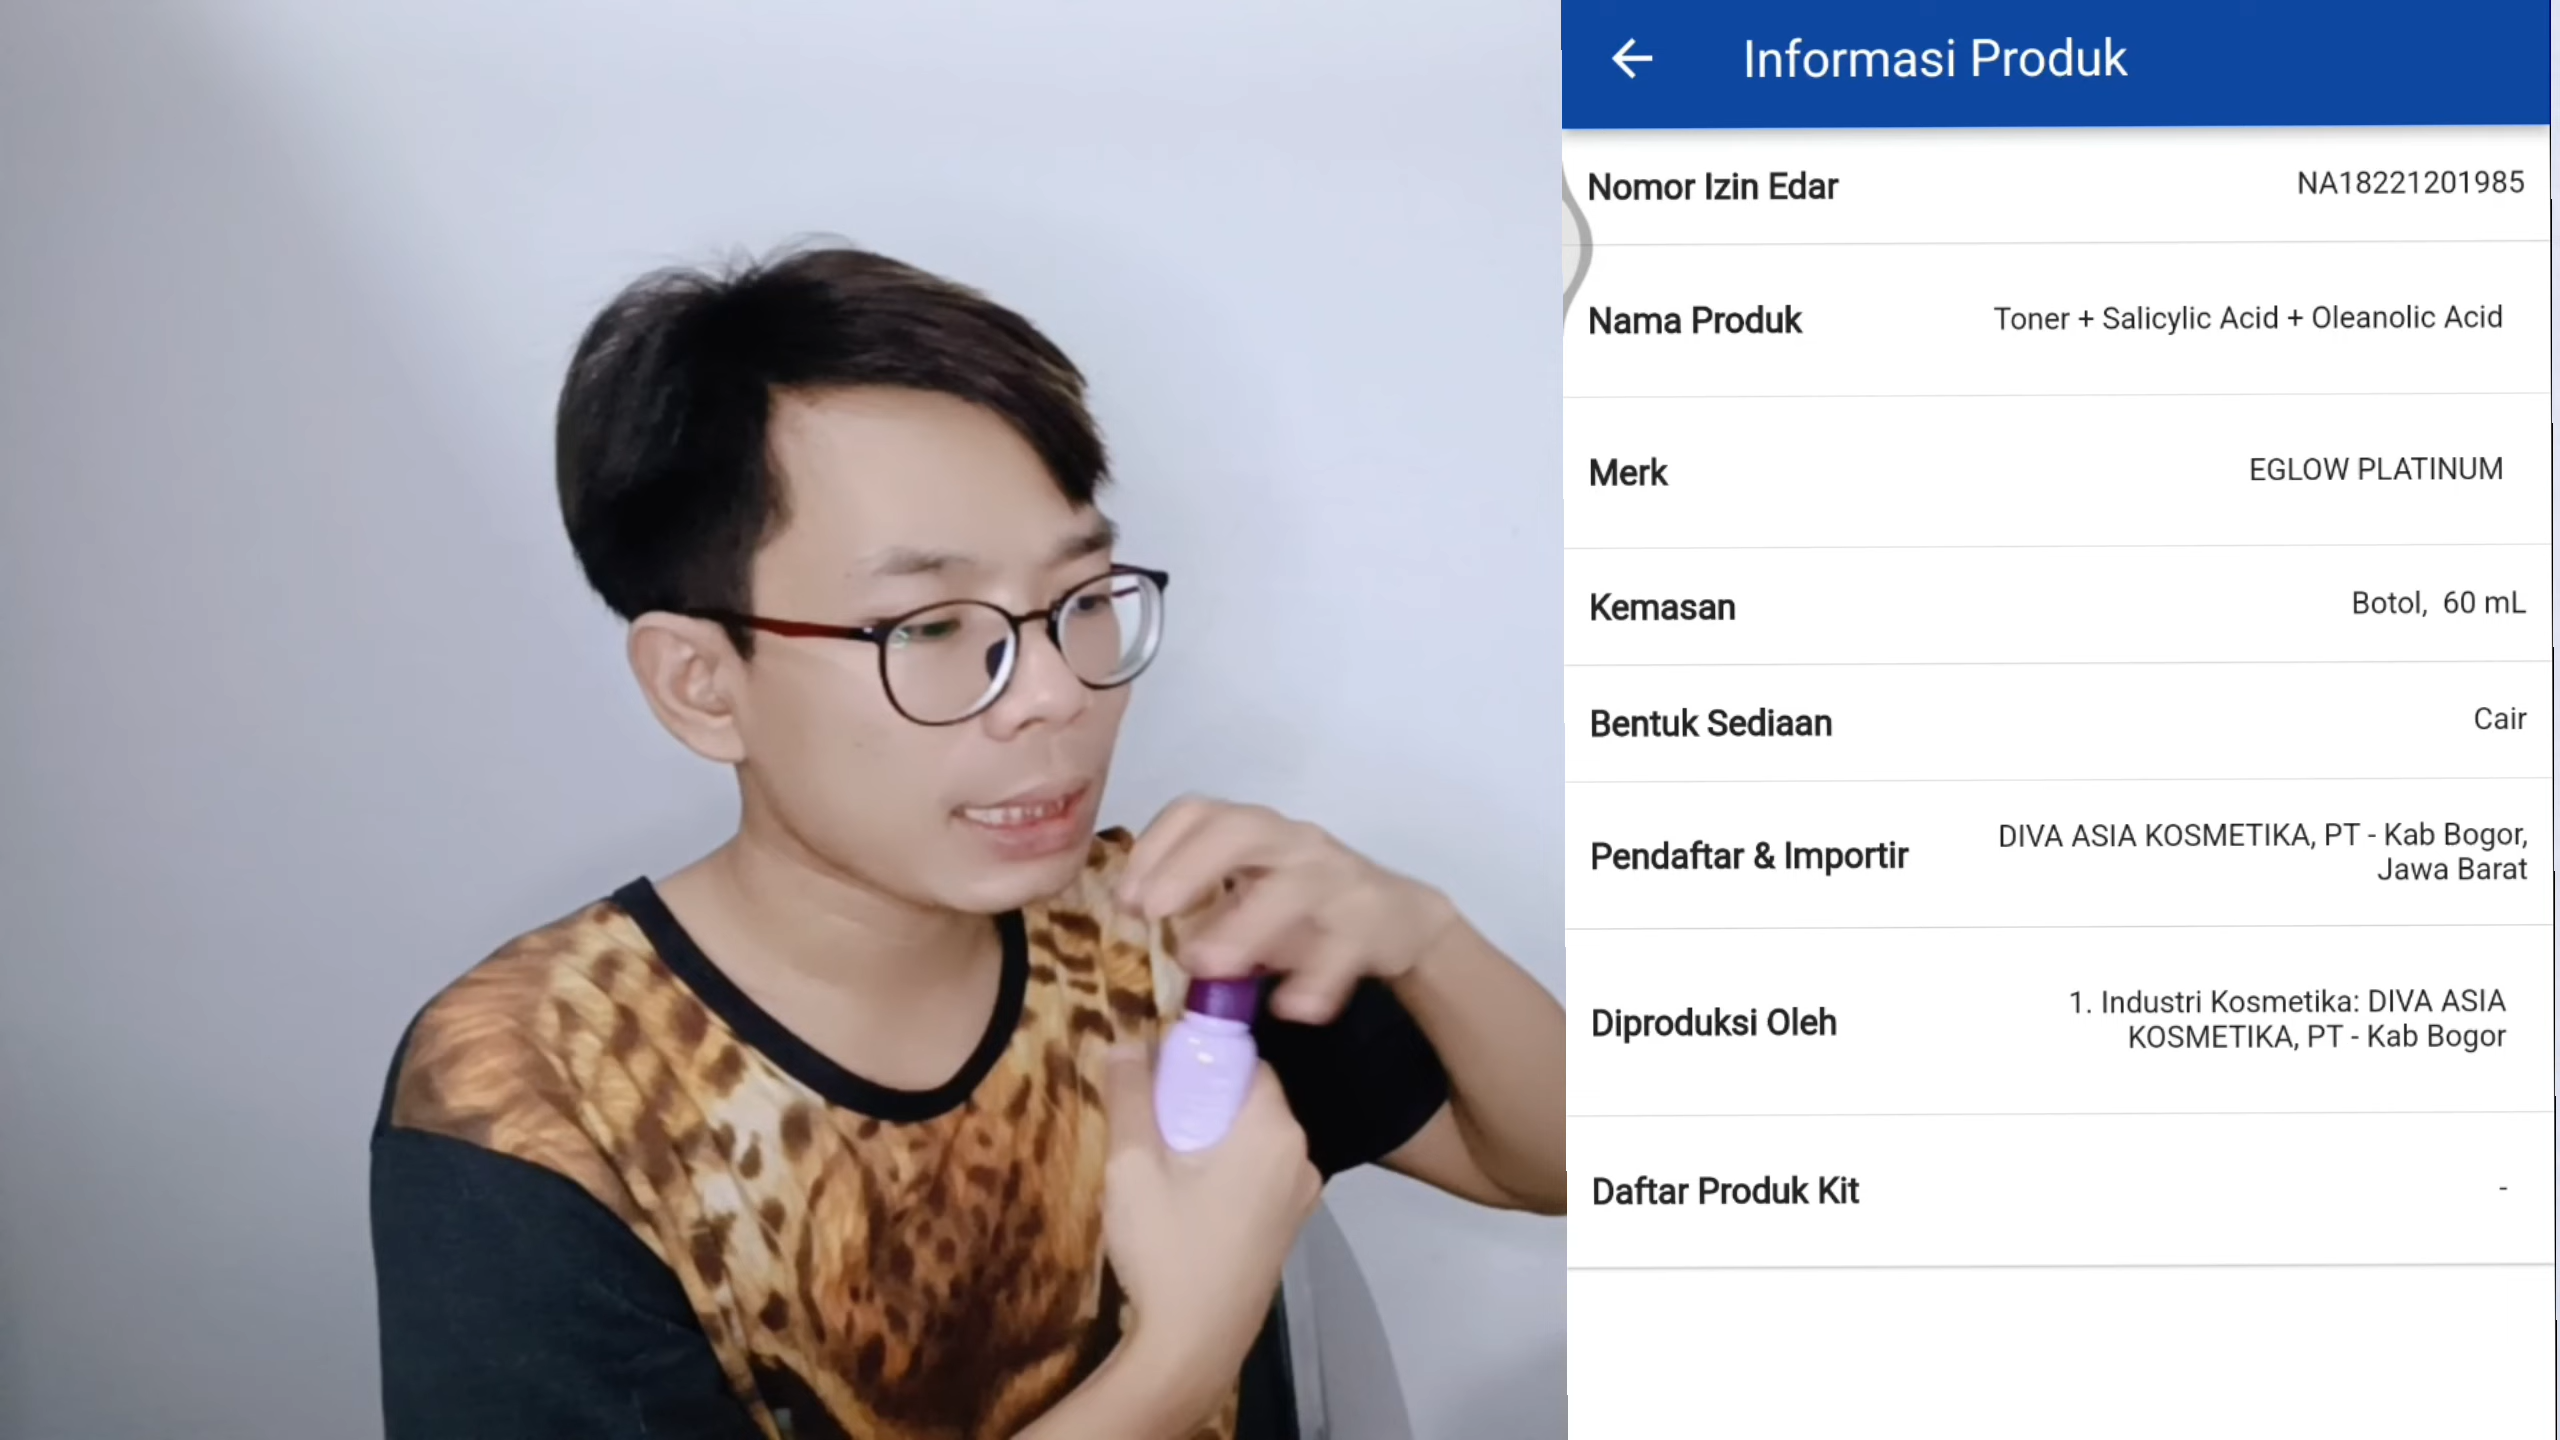 Informasi Produk
Nomor Izin Edar
NA18221201985
Nama Produk
Toner + Salicylic Acid + Oleanolic Acid
Merk
EGLOW PLATINUM
Kemasan
Botol, 60 mL
Bentuk Sediaan
Cair
Pendaftar & Importir
DIVA ASIA KOSMETIKA, PT - Kab Bogor,
Jawa Barat
Diproduksi Oleh
1. Industri Kosmetika: DIVA ASIA
KOSMETIKA, PT - Kab Bogor
Daftar Produk Kit
-